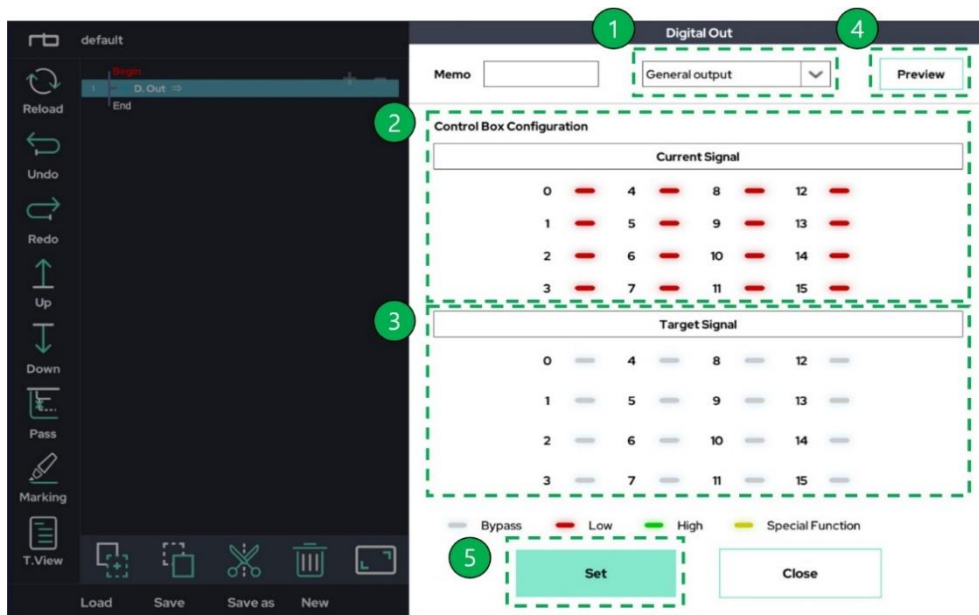 rb default
Reload
Undo
Redo
Up
Down
Pass
Marking
T.View
Begin
1 D. Out ⇒
End
Load Save Save as New
1 Digital Out 4
Memo General output Preview
2 Control Box Configuration
Current Signal
0 4 8 12
1 5 9 13
2 6 10 14
3 7 11 15
3 Target Signal
0 4 8 12
1 5 9 13
2 6 10 14
3 7 11 15
Bypass Low High Special Function
5 Set Close